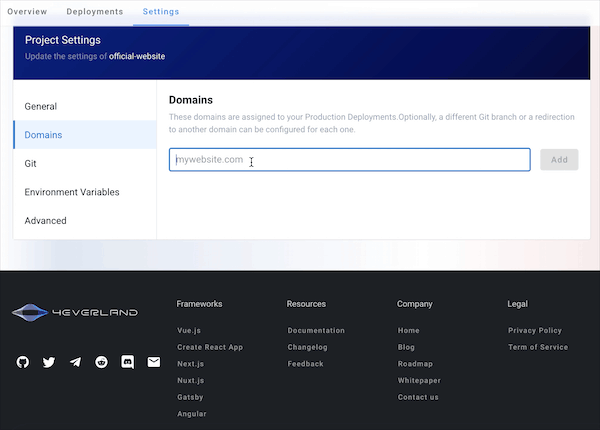 Overview Deployments Settings
Project Settings
Update the settings of official-website
General
Domains
Git
Environment Variables
Advanced
Domains
These domains are assigned to your Production Deployments.Optionally, a different Git branch or a redirection
to another domain can be configured for each one.
mywebsite.com
Add
4EVERLAND
Frameworks
Vue.js
Create React App
Next.js
Nuxt.js
Gatsby
Angular
Resources
Documentation
Changelog
Feedback
Company
Home
Blog
Roadmap
Whitepaper
Contact us
Legal
Privacy Policy
Term of Service